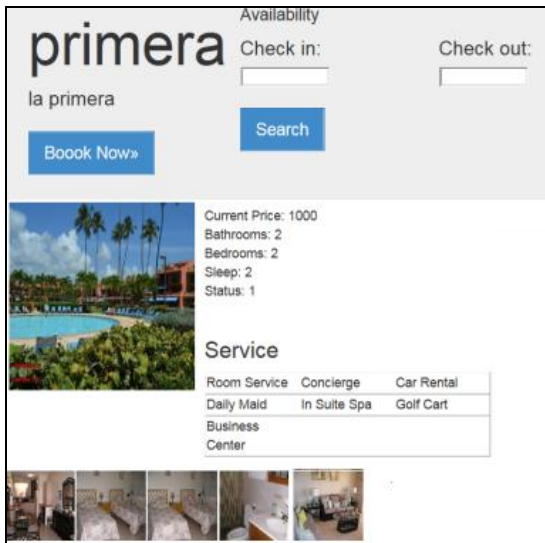 primera
la primera
Boook Now»
Availability
Check in:
Check out:
Search
Current Price: 1000
Bathrooms: 2
Bedrooms: 2
Sleep: 2
Status: 1
Service
Room Service Concierge Car Rental
Daily Maid In Suite Spa Golf Cart
Business
Center